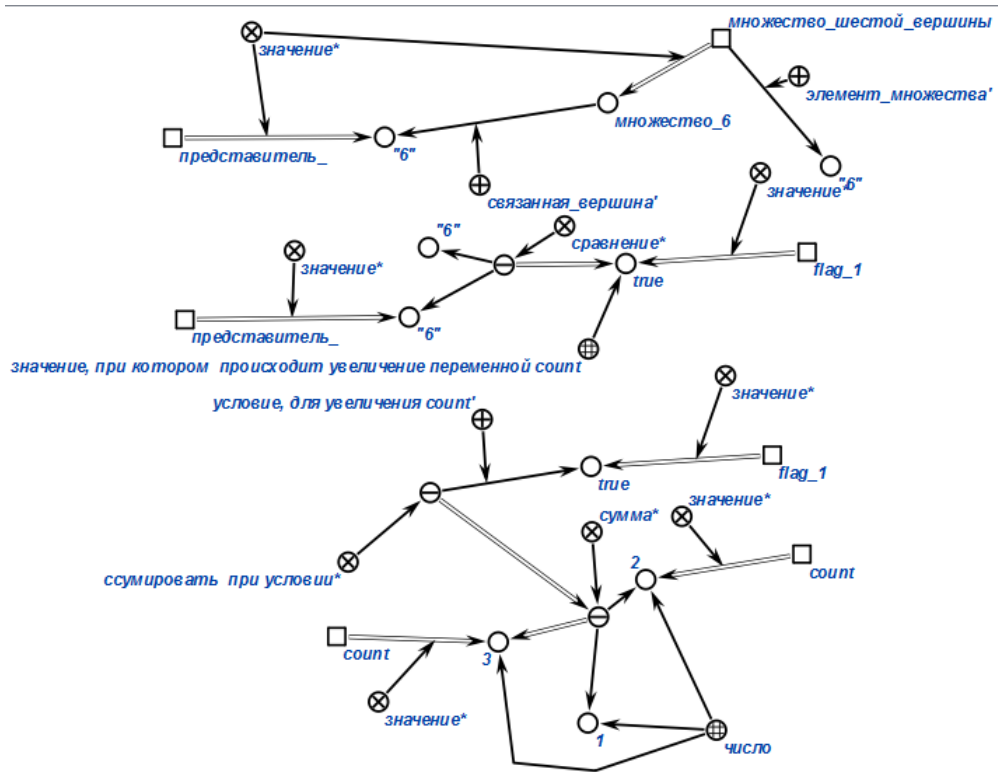 множество_шестой_вершины
значение*
элемент_множества'
множество_6
представитель_
"6"
"6"
значение*
связанная_вершина'
"6"
сравнение*
значение*
true
flag_1
представитель_
"6"
значение, при котором происходит увеличение переменной count
значение*
условие, для увеличения count'
true
flag_1
значение*
сумма*
ссумировать при условии*
2
count
count
3
значение*
1
число